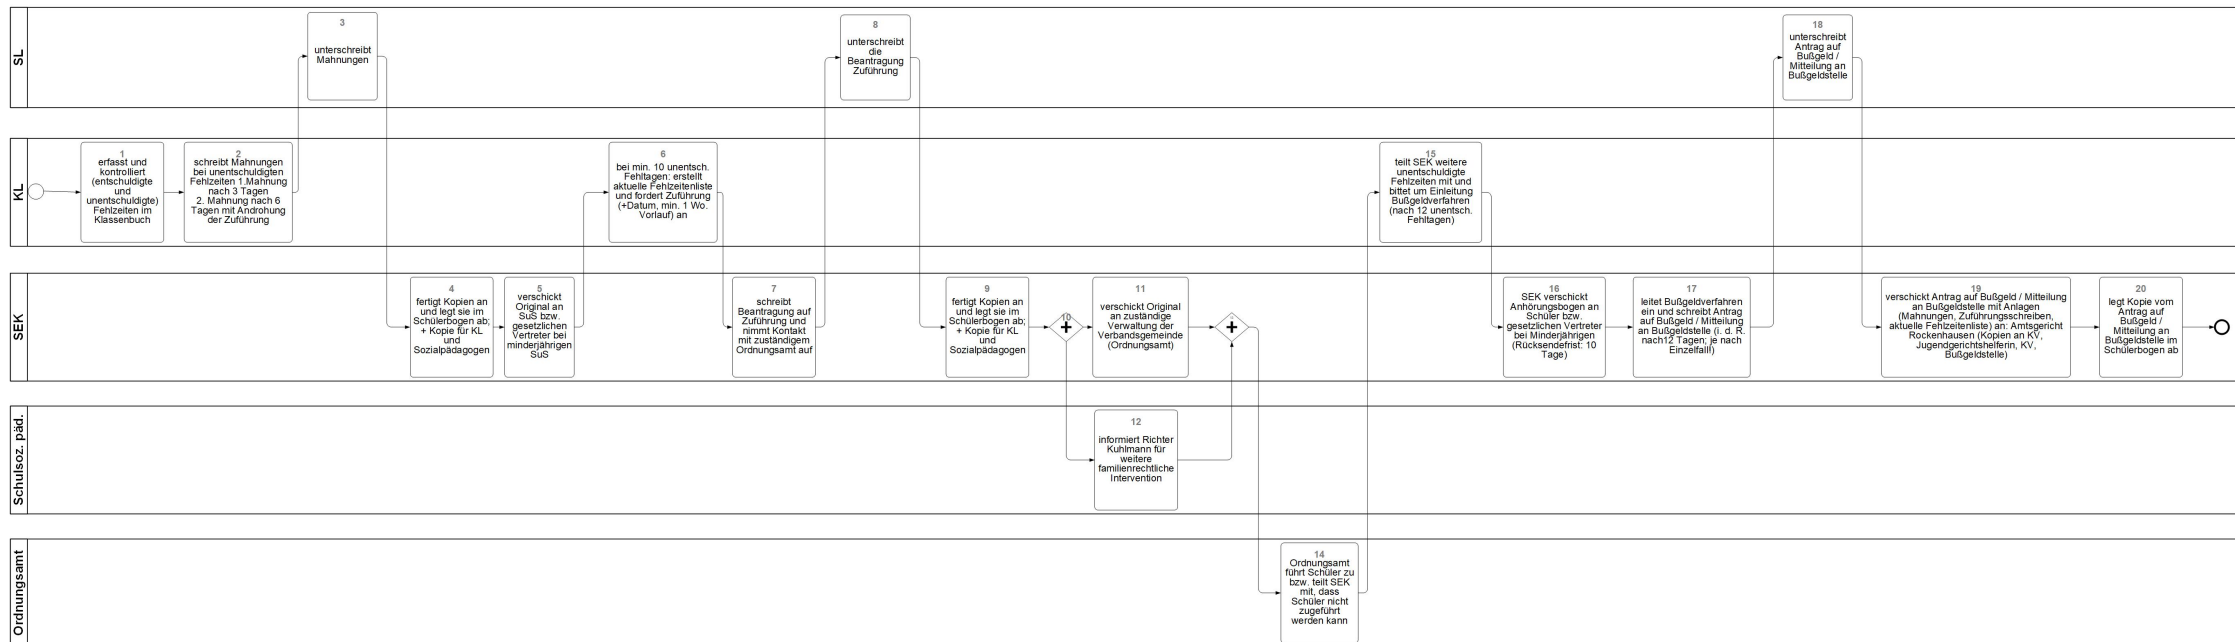 SL
3
unterschreibt
Mahnungen
8
unterschreibt
die
Beantragung
Zuführung
18
unterschreibt
Antrag auf
Bußgeld /
Mitteilung an
Bußgeldstelle
KL
1
erfasst und
kontrolliert
(entschuldigte
und
unentschuldigte)
Fehlzeiten im
Klassenbuch
2
schreibt Mahnungen
bei unentschuldigten
Fehlzeiten 1.Mahnung
nach 3 Tagen
2. Mahnung nach 6
Tagen mit Androhung
der Zuführung
6
bei min. 10 unentsch.
Fehltagen: erstellt
aktuelle Fehlzeitenliste
und fordert Zuführung
(+Datum, min. 1 Wo.
Vorlauf) an
15
teilt SEK weitere
unentschuldigte
Fehlzeiten mit und
bittet um Einleitung
Bußgeldverfahren
(nach 12 unentsch.
Fehltagen)
SEK
4
fertigt Kopien an
und legt sie im
Schülerbogen ab;
+ Kopie für KL
und
Sozialpädagogen
5
verschickt
Original an
SuS bzw.
gesetzlichen
Vertreter bei
minderjährigen
SuS
7
schreibt
Beantragung auf
Zuführung und
nimmt Kontakt
mit zuständigem
Ordnungsamt auf
9
fertigt Kopien an
und legt sie im
Schülerbogen ab;
+ Kopie für KL
und
Sozialpädagogen
10
11
verschickt Original
an zuständige
Verwaltung der
Verbandsgemeinde
(Ordnungsamt)
16
SEK verschickt
Anhörungsbogen an
Schüler bzw.
gesetzlichen Vertreter
bei Minderjährigen
(Rücksendefrist: 10
Tage)
17
leitet Bußgeldverfahren
ein und schreibt Antrag
auf Bußgeld / Mitteilung
an Bußgeldstelle (i. d. R.
nach12 Tagen; je nach
Einzelfall!)
19
verschickt Antrag auf Bußgeld / Mitteilung
an Bußgeldstelle mit Anlagen
(Mahnungen, Zuführungsschreiben,
aktuelle Fehlzeitenliste) an: Amtsgericht
Rockenhausen (Kopien an KV,
Jugendgerichtshelferin, KV,
Bußgeldstelle)
20
legt Kopie vom
Antrag auf
Bußgeld /
Mitteilung an
Bußgeldstelle im
Schülerbogen ab
Schulsoz. päd.
12
informiert Richter
Kuhlmann für
weitere
familienrechtliche
Intervention
Ordnungsamt
14
Ordnungsamt
führt Schüler zu
bzw. teilt SEK
mit, dass
Schüler nicht
zugeführt
werden kann